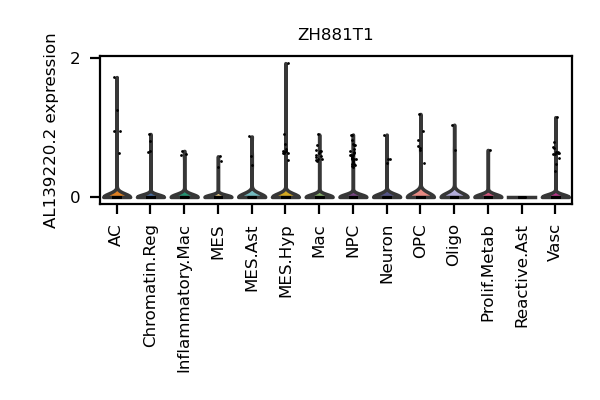 ZH881T1
AL139220.2 expression
2
0
AC
Chromatin.Reg
Inflammatory.Mac
MES
MES.Ast
MES.Hyp
Mac
NPC
Neuron
OPC
Oligo
Prolif.Metab
Reactive.Ast
Vasc